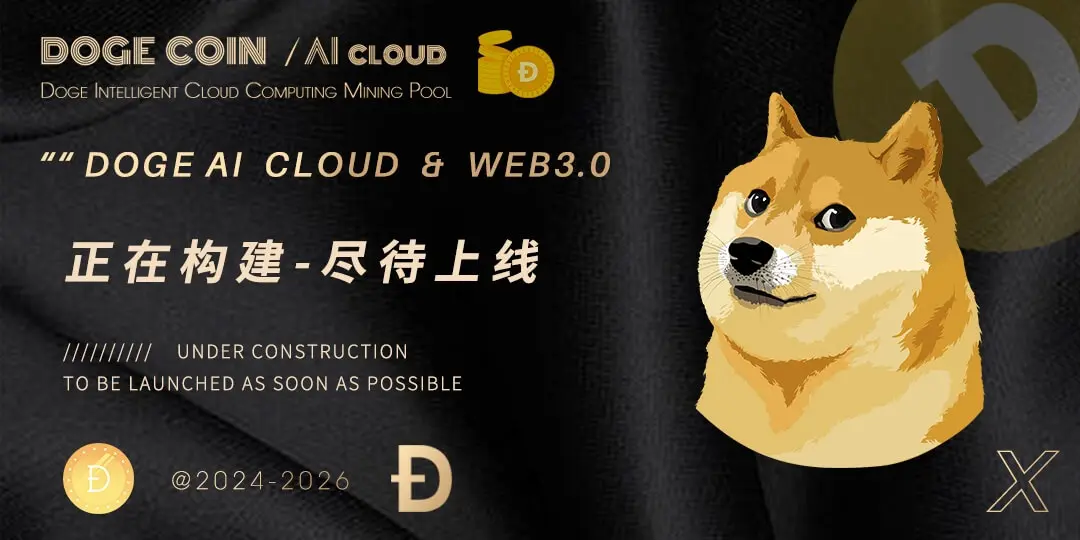 DOGE COIN / AI CLOUD
DOGE INTELLIGENT CLOUD COMPUTING MINING POOL
““ DOGE AI CLOUD & WEB3.0
正在构建-尽待上线
////////// UNDER CONSTRUCTION
TO BE LAUNCHED AS SOON AS POSSIBLE
@2024-2026
X